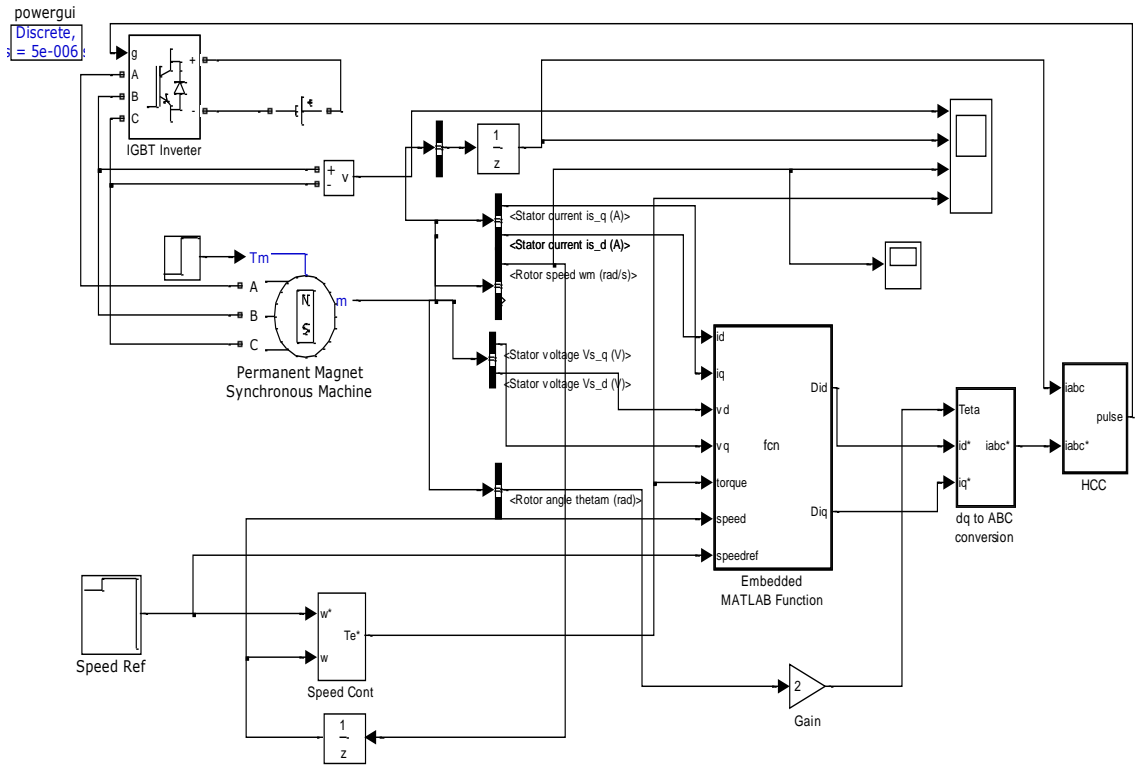 powergui
Discrete,
s = 5e-006 s
g
A
B
C
+
-
IGBT Inverter
+
-
v
1
z
<Stator current is_q (A)>
<Stator current is_d (A)>
<Rotor speed wm (rad/s)>
Tm
A
B
C
m
N
S
Permanent Magnet
Synchronous Machine
<Stator voltage Vs_q (V)>
<Stator voltage Vs_d (V)>
<Rotor angle thetam (rad)>
id
iq
vd
vq
torque
speed
speedref
fcn
Did
Diq
Embedded
MATLAB Function
Teta
id*
iq*
iabc*
dq to ABC
conversion
iabc
iabc*
pulse
HCC
Speed Ref
w*
w
Te*
Speed Cont
1
z
2
Gain